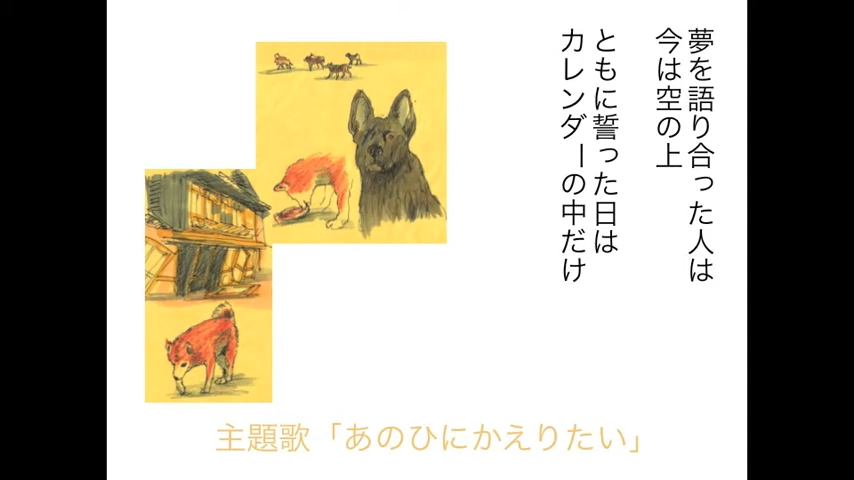 夢を語り合った人は
今は空の上
ともに誓った日は
カレンダーの中だけ
主題歌「あのひにかえりたい」